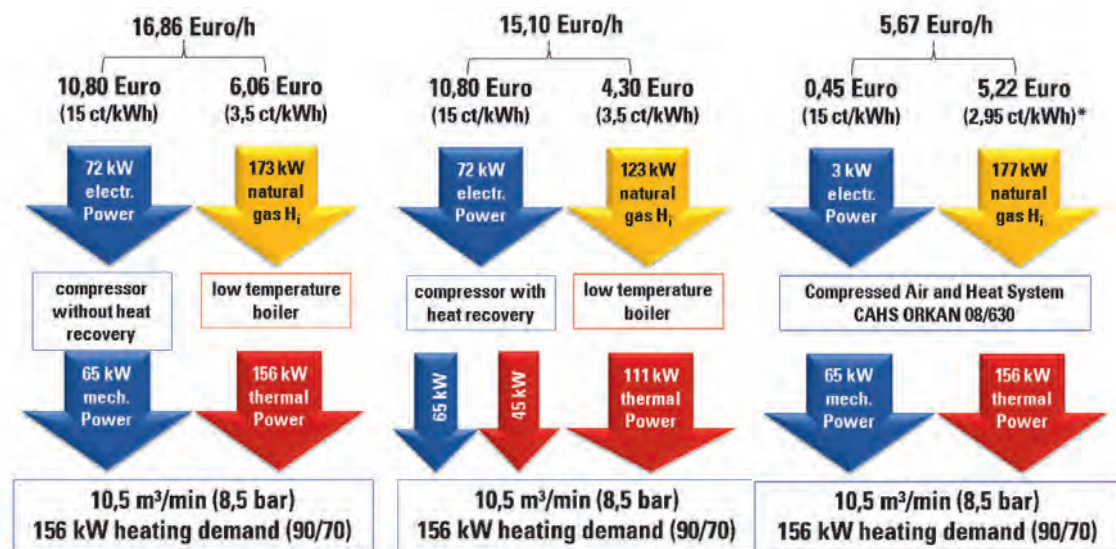 16,86 Euro/h
10,80 Euro
(15 ct/kWh)
6,06 Euro
(3,5 ct/kWh)
72 kW
electr.
Power
173 kW
natural
gas Hi
compressor
without heat
recovery
low temperature
boiler
65 kW
mech.
Power
156 kW
thermal
Power
10,5 m³/min (8,5 bar)
156 kW heating demand (90/70)
15,10 Euro/h
10,80 Euro
(15 ct/kWh)
4,30 Euro
(3,5 ct/kWh)
72 kW
electr.
Power
123 kW
natural
gas Hi
compressor with
heat recovery
low temperature
boiler
65 kW
45 kW
111 kW
thermal
Power
10,5 m³/min (8,5 bar)
156 kW heating demand (90/70)
5,67 Euro/h
0,45 Euro
(15 ct/kWh)
5,22 Euro
(2,95 ct/kWh)*
3 kW
electr.
Power
177 kW
natural
gas Hi
Compressed Air and Heat System
CAHS ORKAN 08/630
65 kW
mech.
Power
156 kW
thermal
Power
10,5 m³/min (8,5 bar)
156 kW heating demand (90/70)